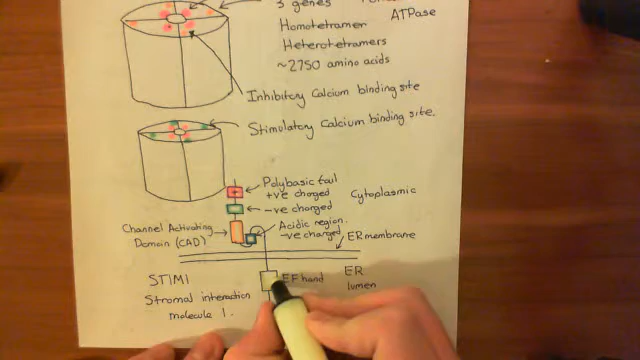 3 genes
ATPase
Homotetramer
Heterotetramers
~2750 amino acids
Inhibitory Calcium binding site
Stimulatory Calcium binding site.
Polybasic tail
+ve charged
Cytoplasmic
-ve charged
Channel Activating
Domain (CAD)
Acidic region.
-ve charged
ER membrane
STIM1
EF hand
ER
lumen
Stromal interaction
molecule 1.